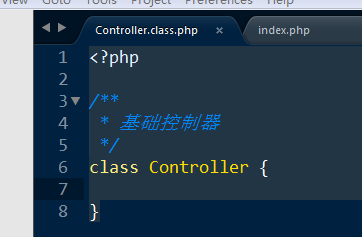 View Goto Tools Project Preferences
Controller.class.php × index.php
1 <?php
2
3 /**
4 * 基础控制器
5 */
6 class Controller {
7
8 }